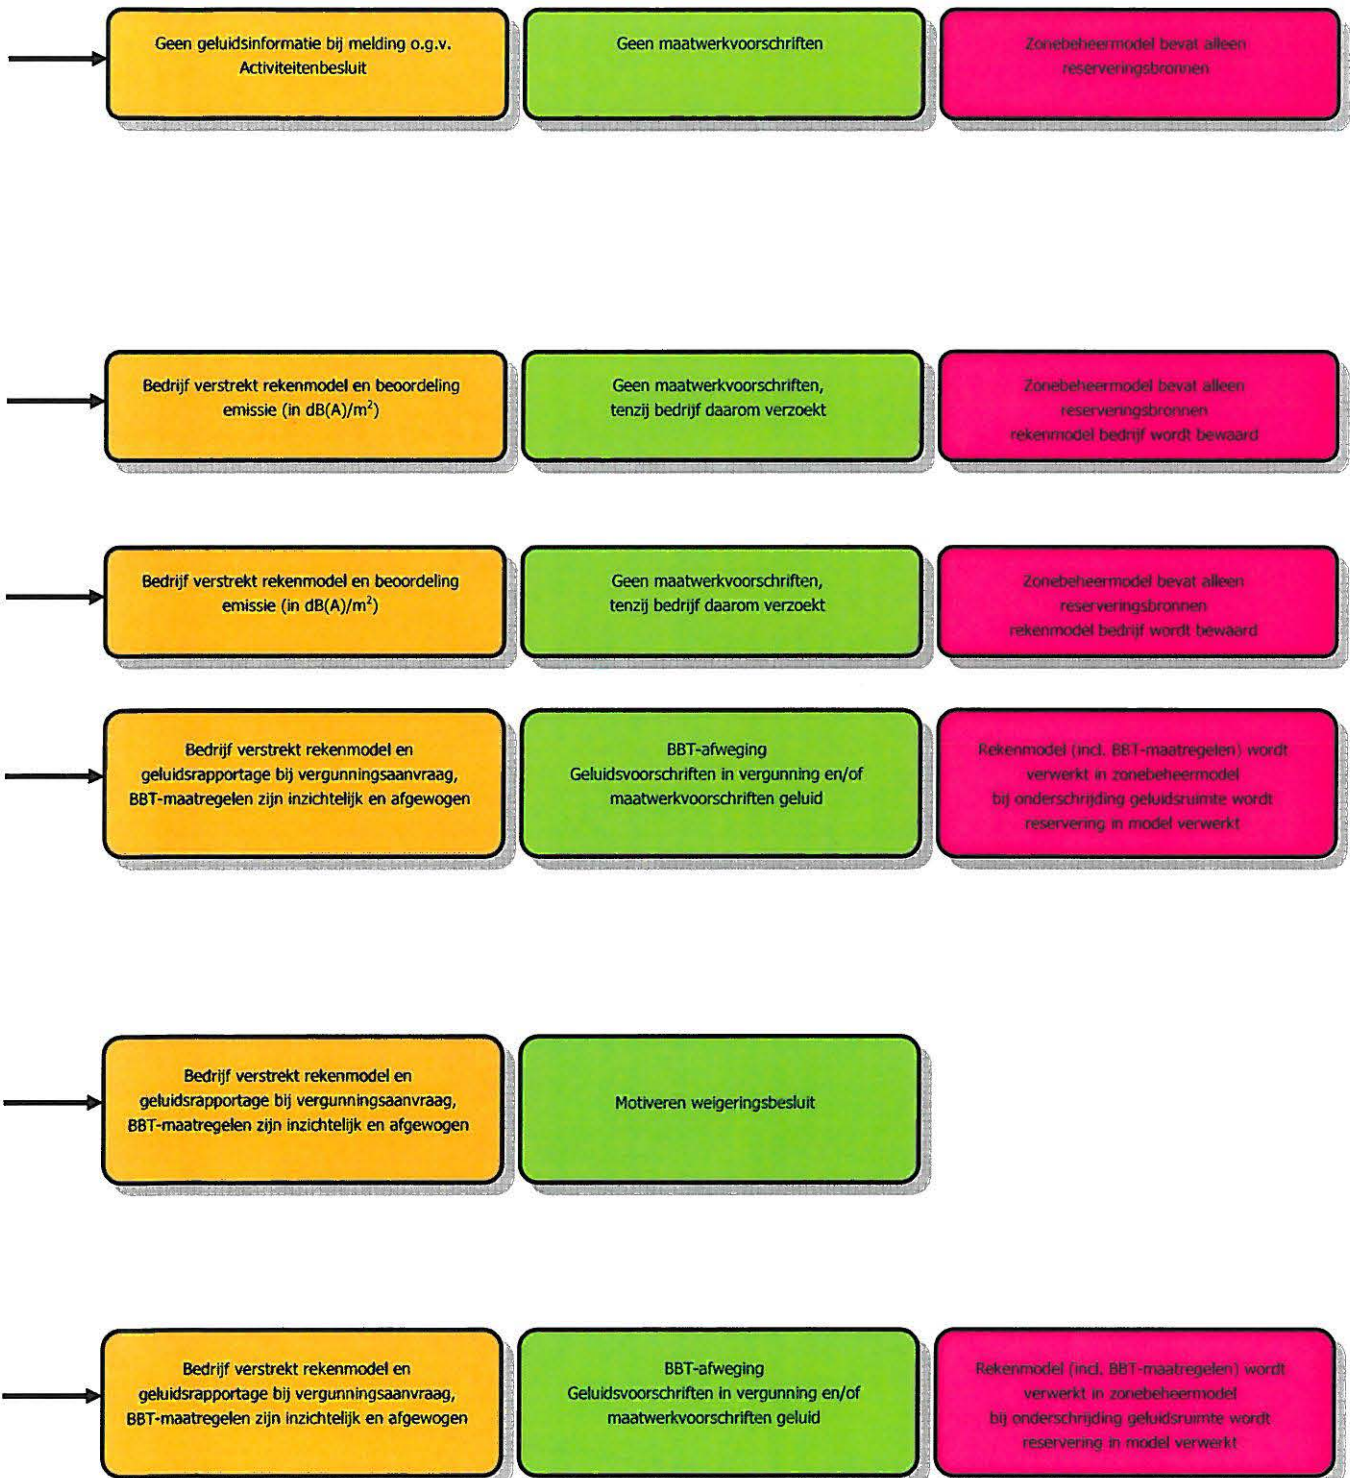 Geen geluidsinformatie bij melding o.g.v.
Activiteitenbesluit
Geen maatwerkvoorschriften
Zonebeheermodel bevat alleen
reserveringsbronnen
Bedrijf verstrekt rekenmodel en beoordeling
emissie (in dB(A)/m²)
Geen maatwerkvoorschriften,
tenzij bedrijf daarom verzoekt
Zonebeheermodel bevat alleen
reserveringsbronnen
rekenmodel bedrijf wordt bewaard
Bedrijf verstrekt rekenmodel en beoordeling
emissie (in dB(A)/m²)
Geen maatwerkvoorschriften,
tenzij bedrijf daarom verzoekt
Zonebeheermodel bevat alleen
reserveringsbronnen
rekenmodel bedrijf wordt bewaard
Bedrijf verstrekt rekenmodel en
geluidsrapportage bij vergunningsaanvraag,
BBT-maatregelen zijn inzichtelijk en afgewogen
BBT-afweging
Geluidsvoorschriften in vergunning en/of
maatwerkvoorschriften geluid
Rekenmodel (incl. BBT-maatregelen) wordt
verwerkt in zonebeheermodel
bij onderschrijding geluidsruimte wordt
reservering in model verwerkt
Bedrijf verstrekt rekenmodel en
geluidsrapportage bij vergunningsaanvraag,
BBT-maatregelen zijn inzichtelijk en afgewogen
Motiveren weigeringsbesluit
Bedrijf verstrekt rekenmodel en
geluidsrapportage bij vergunningsaanvraag,
BBT-maatregelen zijn inzichtelijk en afgewogen
BBT-afweging
Geluidsvoorschriften in vergunning en/of
maatwerkvoorschriften geluid
Rekenmodel (incl. BBT-maatregelen) wordt
verwerkt in zonebeheermodel
bij onderschrijding geluidsruimte wordt
reservering in model verwerkt